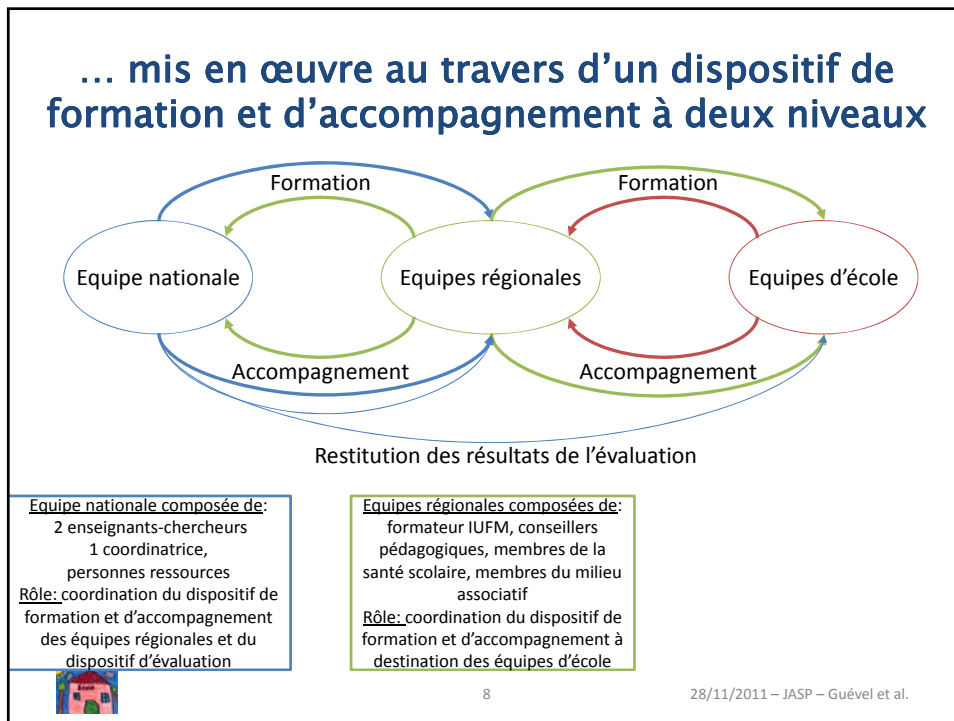 … mis en œuvre au travers d’un dispositif de
formation et d’accompagnement à deux niveaux
Formation
Formation
Equipe nationale
Equipes régionales
Equipes d’école
Accompagnement
Accompagnement
Restitution des résultats de l’évaluation
Equipe nationale composée de:
2 enseignants-chercheurs
1 coordinatrice,
personnes ressources
Rôle: coordination du dispositif de
formation et d’accompagnement
des équipes régionales et du
dispositif d’évaluation
Equipes régionales composées de:
formateur IUFM, conseillers
pédagogiques, membres de la
santé scolaire, membres du milieu
associatif
Rôle: coordination du dispositif de
formation et d’accompagnement à
destination des équipes d’école
8
28/11/2011 – JASP – Guével et al.